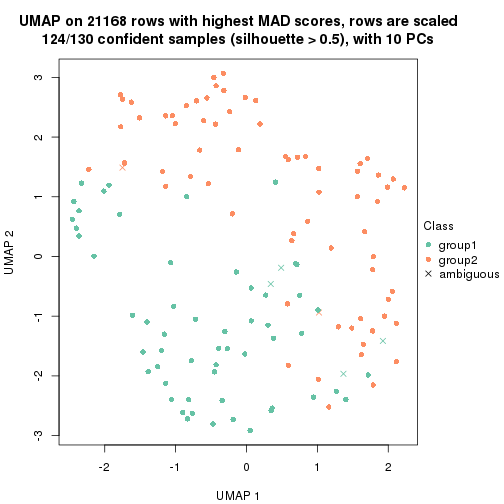 UMAP on 21168 rows with highest MAD scores, rows are scaled
124/130 confident samples (silhouette > 0.5), with 10 PCs
3
2
1
0
-1
-2
-3
UMAP 2
-2
-1
0
1
2
UMAP 1
Class
group1
group2
ambiguous